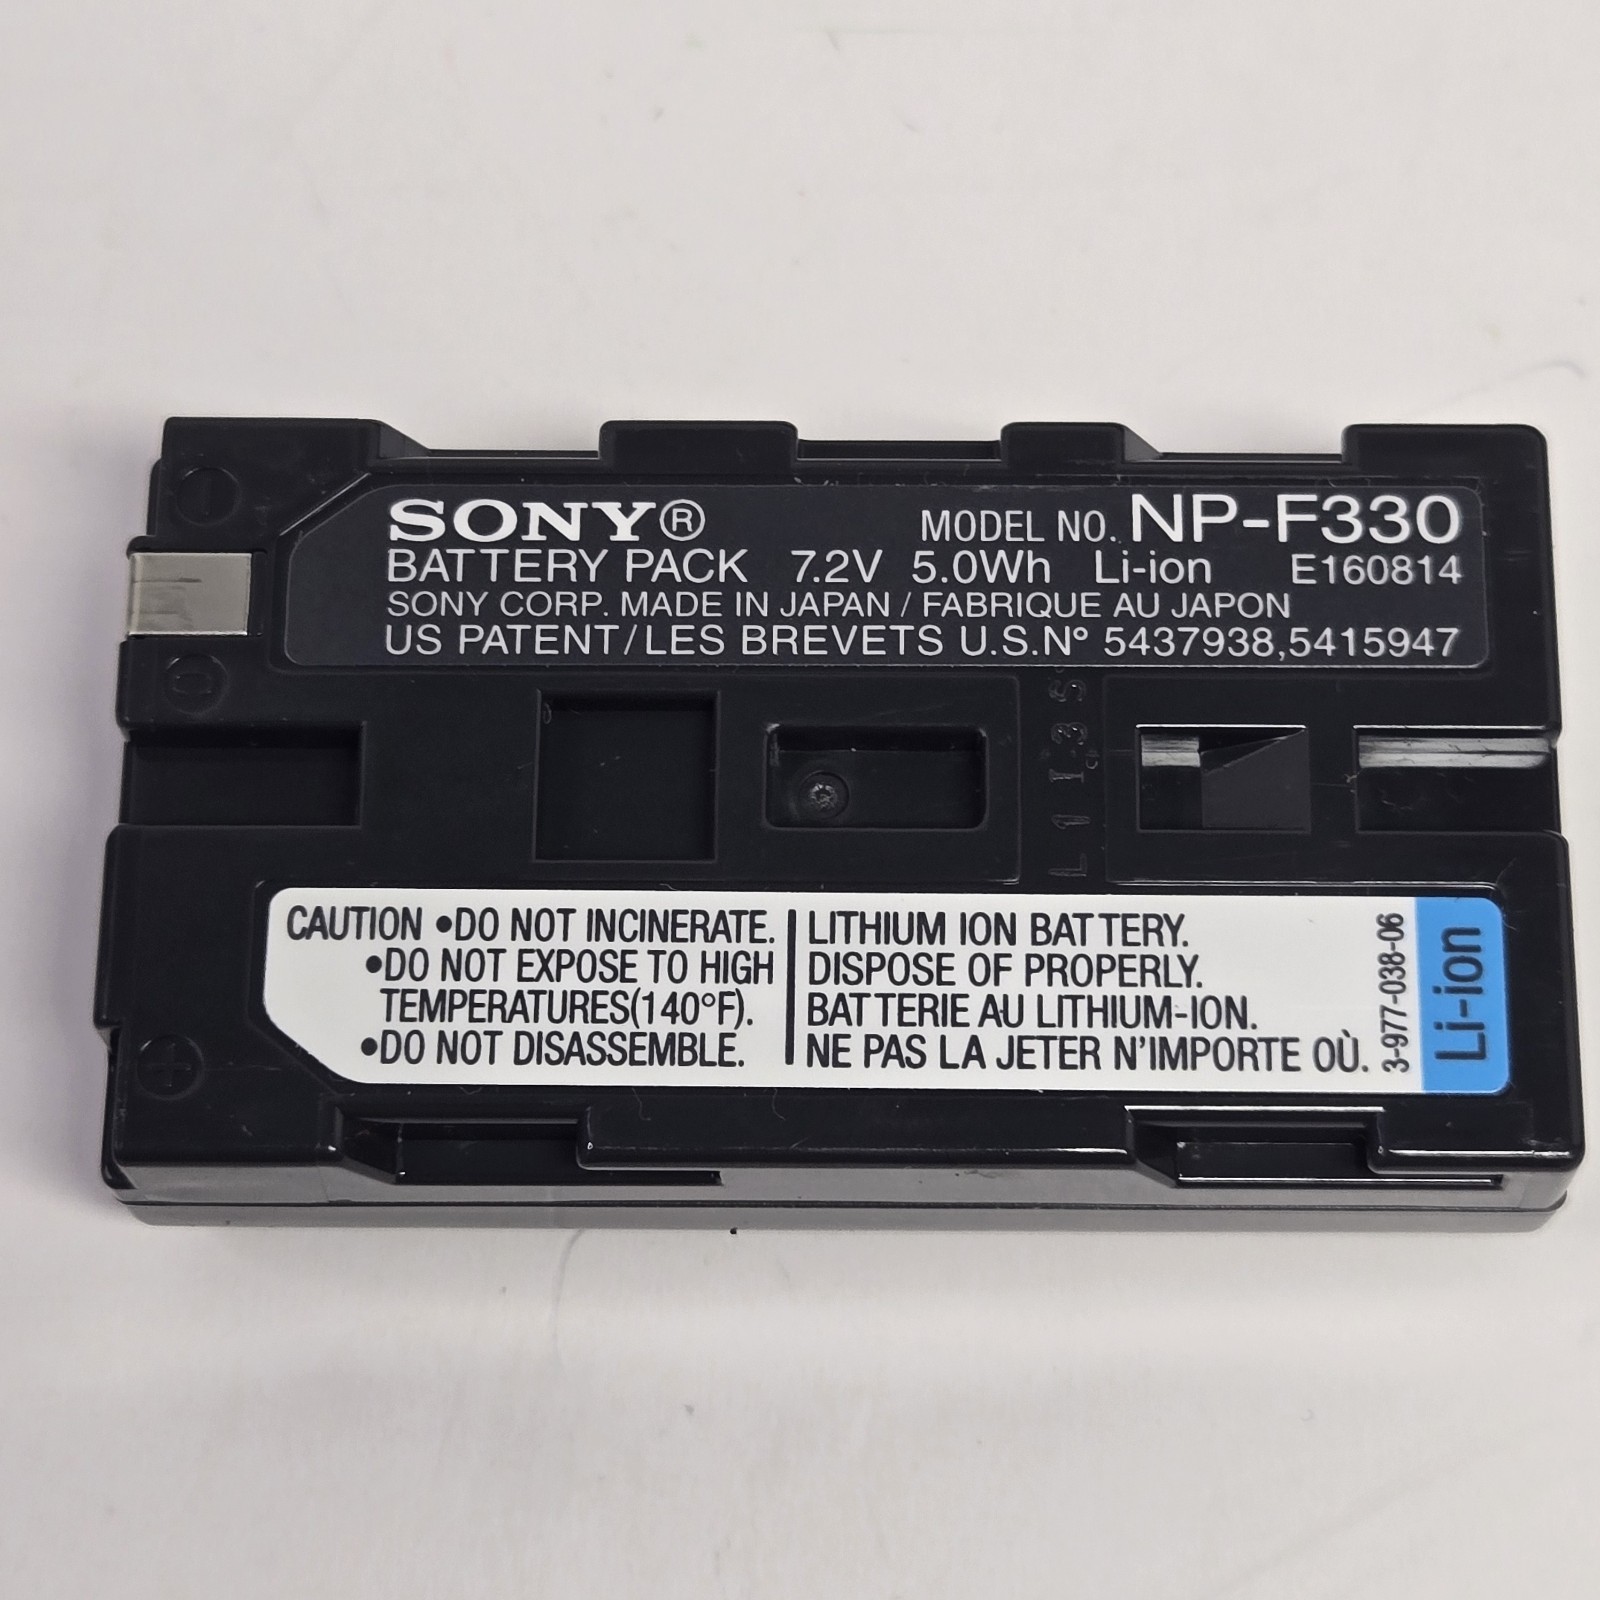 SONY®
MODEL NO. NP-F330
BATTERY PACK 7.2V 5.0Wh Li-ion E160814
SONY CORP. MADE IN JAPAN / FABRIQUE AU JAPON
US PATENT/LES BREVETS U.S.Nº 5437938,5415947
CAUTION •DO NOT INCINERATE.
•DO NOT EXPOSE TO HIGH
TEMPERATURES(140°F).
•DO NOT DISASSEMBLE.
LITHIUM ION BATTERY.
DISPOSE OF PROPERLY.
BATTERIE AU LITHIUM-ION.
NE PAS LA JETER N'IMPORTE OÙ.
3-977-038-06
Li-ion